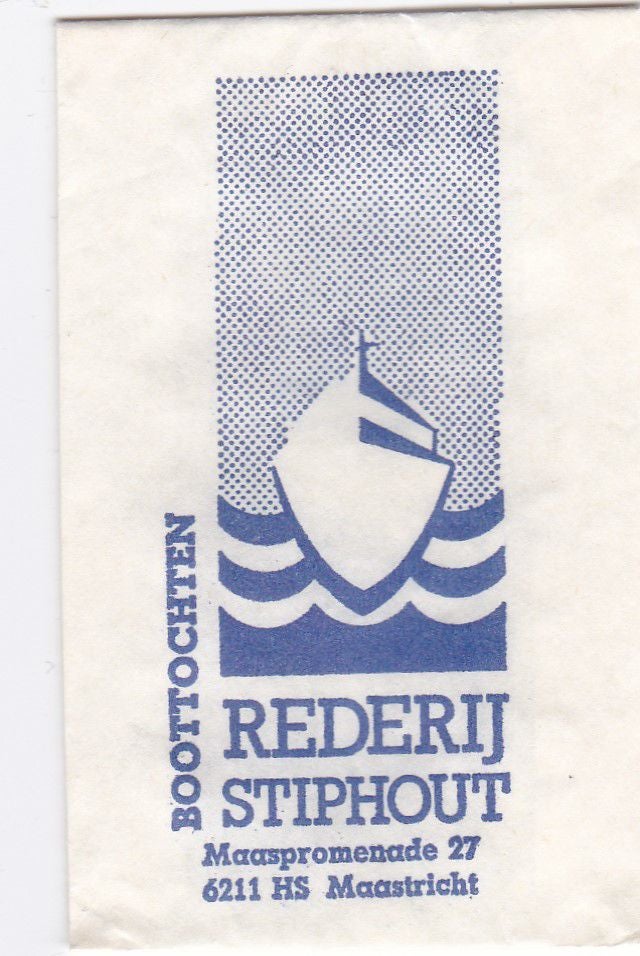 BOOTTOCHTEN
REDERIJ
STIPHOUT
Maaspromenade 27
6211 HS Maastricht